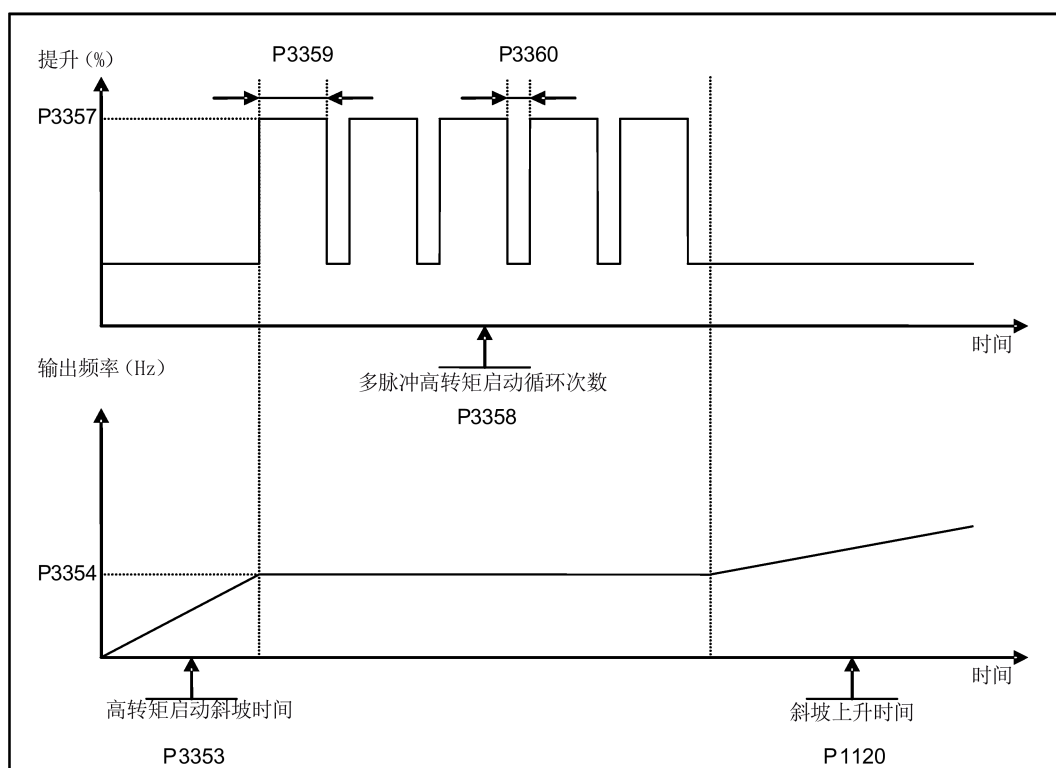 提升(%)
P3359
P3360
P3357
时间
输出频率(Hz)
多脉冲高转矩启动循环次数
P3358
P3354
时间
高转矩启动斜坡时间
斜坡上升时间
P3353
P1120